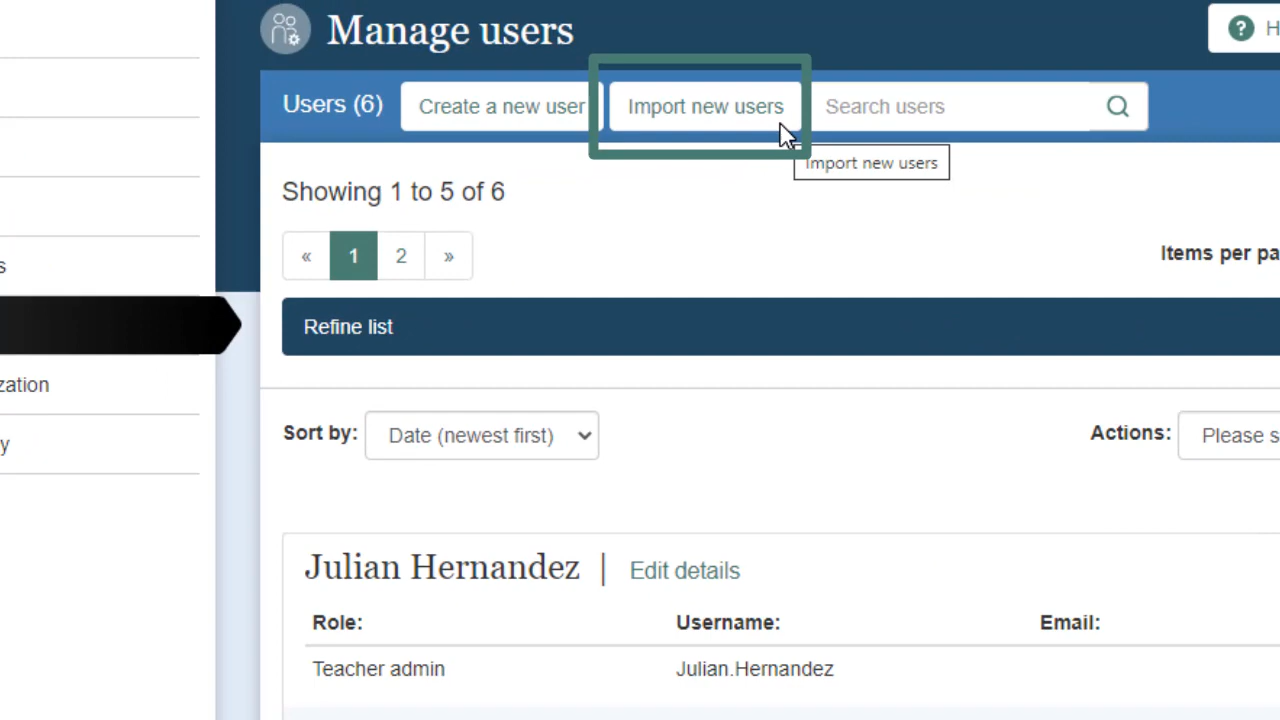 Manage users
? H
Users (6) Create a new user Import new users Search users
Import new users
Showing 1 to 5 of 6
« 1 2 »
Items per pa
s
Refine list
zation
y
Sort by: Date (newest first) Actions: Please s
Julian Hernandez | Edit details
Role: Username: Email:
Teacher admin Julian.Hernandez